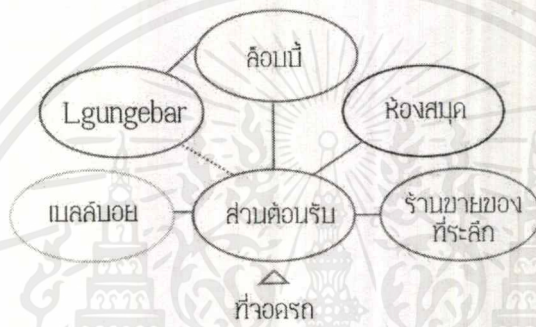 ล็อบบี้
Lgungebar
ห้องสมุด
เบลล์บอย
ส่วนต้อนรับ
ร้านขายของ
ที่ระลึก
ที่จอดรถ